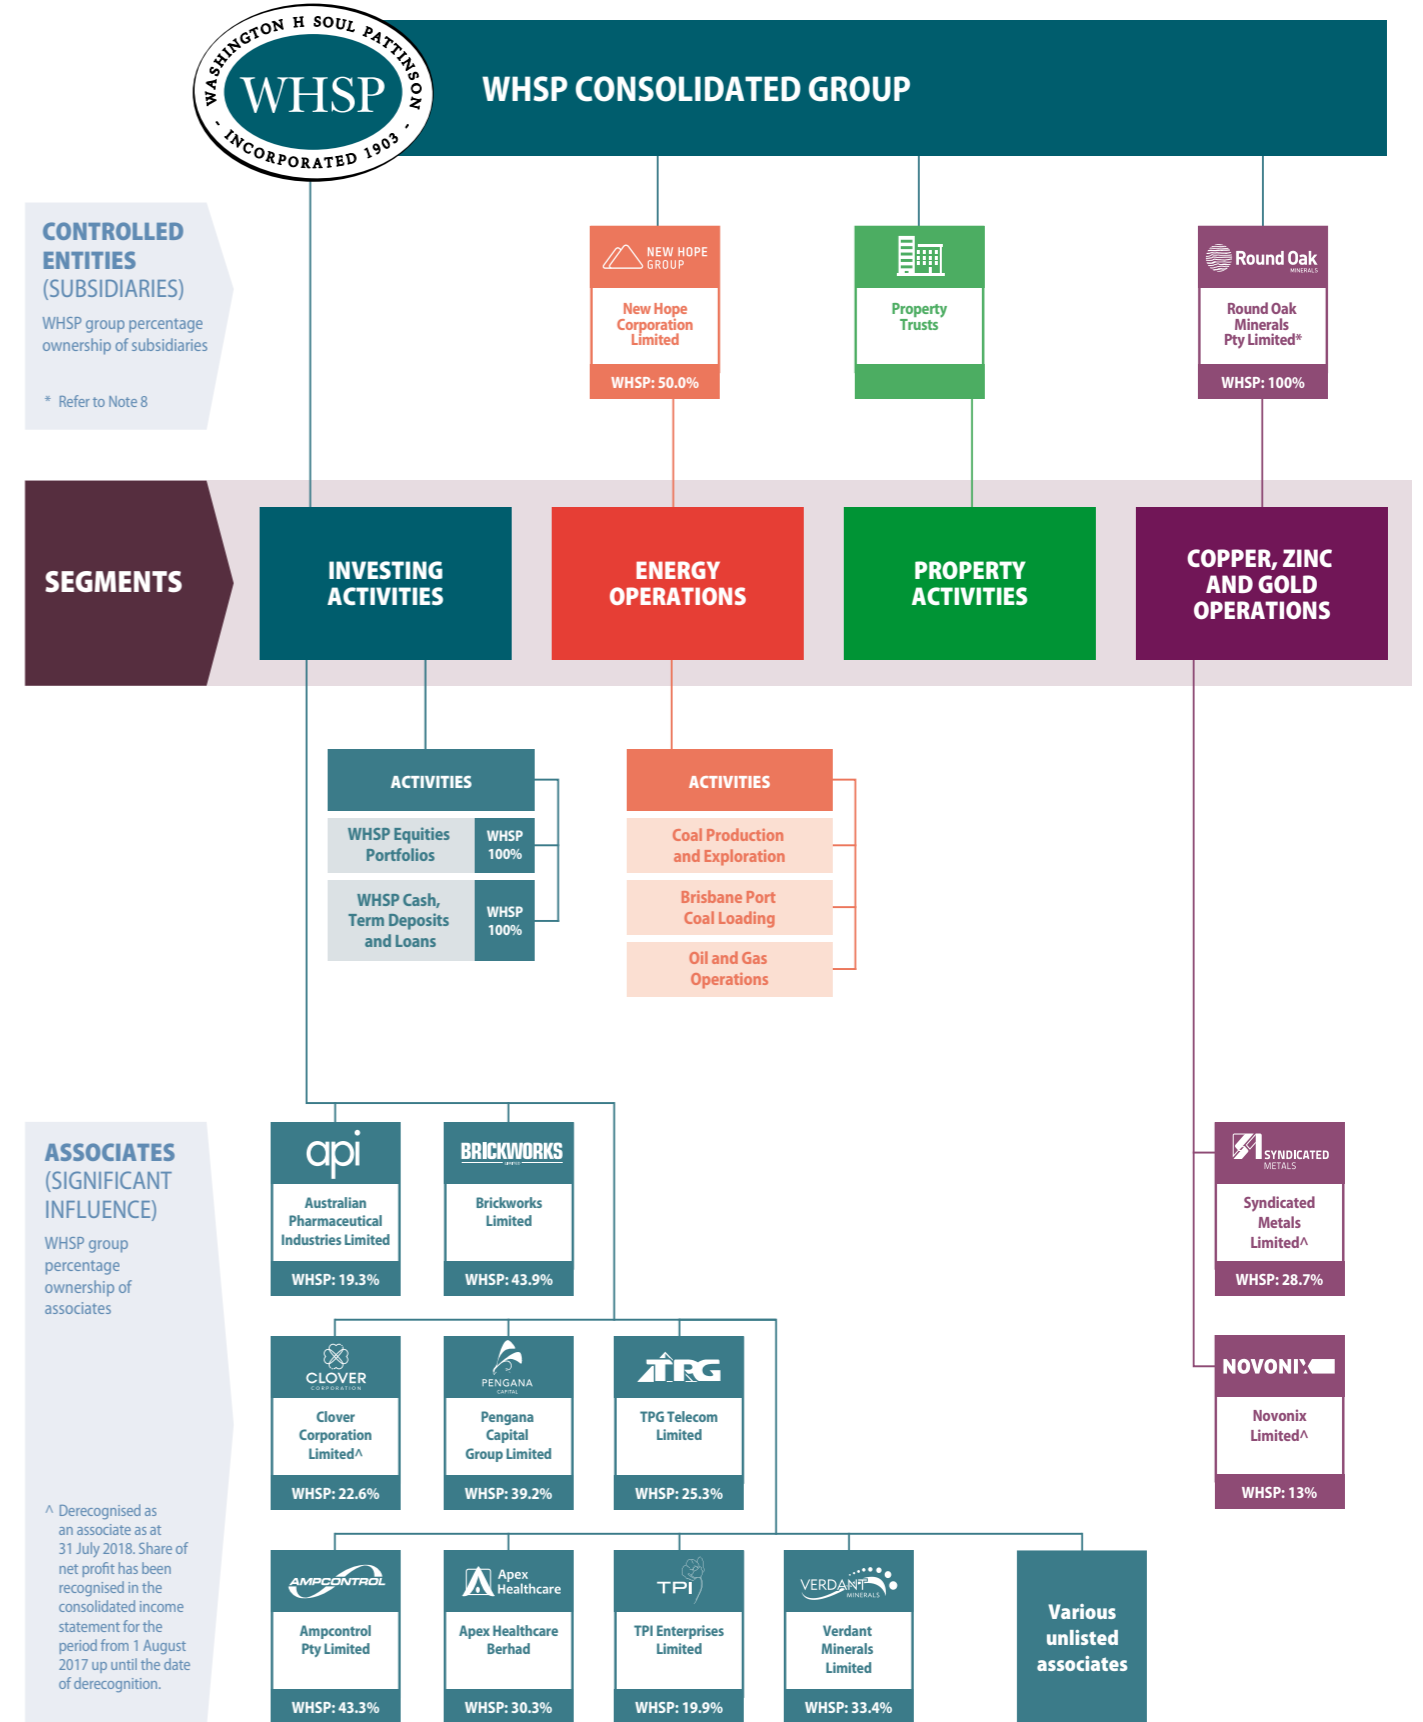 WASHINGTON H SOUL PATTINSON
WHSP
- INCORPORATED 1903 -
WHSP CONSOLIDATED GROUP
CONTROLLED
ENTITIES
(SUBSIDIARIES)
WHSP group percentage
ownership of subsidiaries
* Refer to Note 8
NEW HOPE
GROUP
New Hope
Corporation
Limited
WHSP: 50.0%
Property
Trusts
Round Oak
MINERALS
Round Oak
Minerals
Pty Limited*
WHSP: 100%
SEGMENTS
INVESTING
ACTIVITIES
ENERGY
OPERATIONS
PROPERTY
ACTIVITIES
COPPER, ZINC
AND GOLD
OPERATIONS
ACTIVITIES
WHSP Equities
Portfolios
WHSP
100%
WHSP Cash,
Term Deposits
and Loans
WHSP
100%
ACTIVITIES
Coal Production
and Exploration
Brisbane Port
Coal Loading
Oil and Gas
Operations
ASSOCIATES
(SIGNIFICANT
INFLUENCE)
WHSP group
percentage
ownership of
associates
^ Derecognised as
an associate as at
31 July 2018. Share of
net profit has been
recognised in the
consolidated income
statement for the
period from 1 August
2017 up until the date
of derecognition.
api
Australian
Pharmaceutical
Industries Limited
WHSP: 19.3%
BRICKWORKS
LIMITED
Brickworks
Limited
WHSP: 43.9%
SYNDICATED
METALS
Syndicated
Metals
Limited^
WHSP: 28.7%
CLOVER
CORPORATION
Clover
Corporation
Limited^
WHSP: 22.6%
PENGANA
CAPITAL
Pengana
Capital
Group Limited
WHSP: 39.2%
TPG
TPG Telecom
Limited
WHSP: 25.3%
NOVONIX
Novonix
Limited^
WHSP: 13%
AMPCONTROL
Ampcontrol
Pty Limited
WHSP: 43.3%
Apex
Healthcare
Apex Healthcare
Berhad
WHSP: 30.3%
TPI
TPI Enterprises
Limited
WHSP: 19.9%
VERDANT
MINERALS
Verdant
Minerals
Limited
WHSP: 33.4%
Various
unlisted
associates